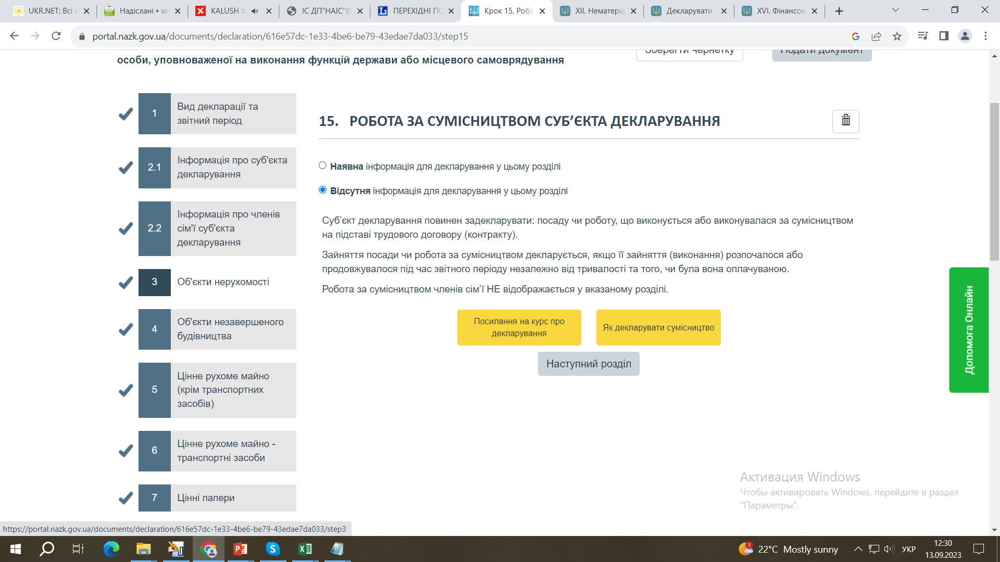 UKR.NET: Всі н
Надіслані • vir
KALUSH та
ІС ДП"НАІС"(0
ПЕРЕХІДНІ ПО
Крок 15. Робо
XII. Нематеріа
Декларувати
XVI. Фінансов
portal.nazk.gov.ua/documents/declaration/616e57dc-1e33-4be6-be79-43edae7da033/step15
особи, уповноваженої на виконання функцій держави або місцевого самоврядування
Зберегти чернетку
Подати документ
1
Вид декларації та
звітний період
2.1
Інформація про суб'єкта
декларування
2.2
Інформація про членів
сім'ї суб'єкта
декларування
3
Об'єкти нерухомості
4
Об'єкти незавершеного
будівництва
5
Цінне рухоме майно
(крім транспортних
засобів)
6
Цінне рухоме майно -
транспортні засоби
7
Цінні папери
15. РОБОТА ЗА СУМІСНИЦТВОМ СУБ’ЄКТА ДЕКЛАРУВАННЯ
Наявна інформація для декларування у цьому розділі
Відсутня інформація для декларування у цьому розділі
Суб’єкт декларування повинен задекларувати: посаду чи роботу, що виконується або виконувалася за сумісництвом
на підставі трудового договору (контракту).
Зайняття посади чи робота за сумісництвом декларується, якщо її зайняття (виконання) розпочалося або
продовжувалося під час звітного періоду незалежно від тривалості та того, чи була вона оплачуваною.
Робота за сумісництвом членів сім’ї НЕ відображається у вказаному розділі.
Посилання на курс про
декларування
Як декларувати сумісництво
Наступний розділ
Допомога Онлайн
Активация Windows
Чтобы активировать Windows, перейдите в раздел
"Параметры".
https://portal.nazk.gov.ua/documents/declaration/616e57dc-1e33-4be6-be79-43edae7da033/step3
1
22°C Mostly sunny
УКР
12:30
13.09.2023